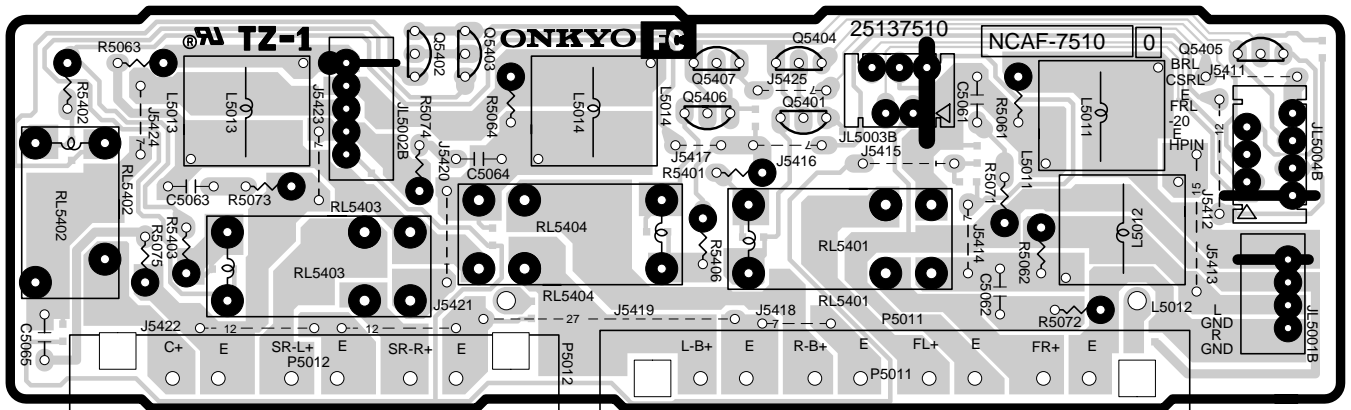 ® RU TZ-1
ONKYO FC
25137510
NCAF-7510 0
R5063
Q5402
Q5403
Q5407
Q5404
J5425
Q5405
BRL
CSRL
E
FRL
-20
E
HPIN
J5411
R5402
J5424
7
L5013
L5013
J5423
JL5002B
R5074
R5064
L5014
L5014
Q5406
Q5401
JL5003B
C5061
R5061
L5011
L5011
12
JL5004B
J5417
J5416
J5415
R5401
J5420
C5064
RL5402
RL5402
C5063
R5073
RL5403
R5403
R5075
RL5403
RL5404
RL5404
R5406
RL5401
RL5401
R5071
J5414
R5062
C5062
L5012
L5012
15
J5412
J5413
JL5001B
L
GND
R
GND
C5065
J5422
12
12
J5421
27
J5419
J5418
7
P5011
R5072
C+
E
SR-L+
E
SR-R+
E
P5012
P5012
L-B+
E
R-B+
E
FL+
E
FR+
E
P5011